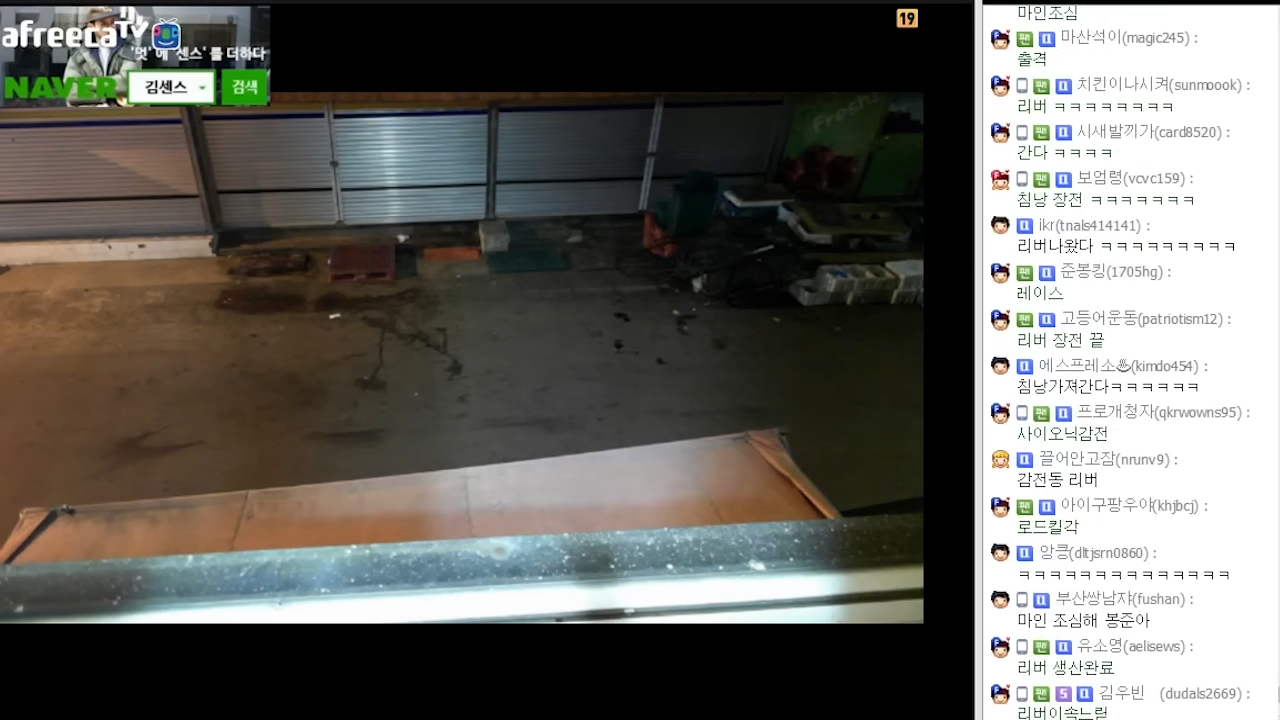 afreecaTV
'멋'에 '센스'를 더하다
NAVER 김센스 검색
19
마인조심
마산석이(magic245) :
출격
치킨이나시켜(sunmoook) :
리버 ㅋㅋㅋㅋㅋㅋㅋㅋ
시새발끼가(card8520) :
간다 ㅋㅋㅋㅋ
보엄령(vcvc159) :
침낭 장전 ㅋㅋㅋㅋㅋㅋㅋ
ikr(tnals414141) :
리버나왔다 ㅋㅋㅋㅋㅋㅋㅋㅋㅋ
준봉킹(1705hg) :
레이스
고등어운동(patriotism12) :
리버 장전 끝
에스프레소♨(kimdo454) :
침낭가져간다ㅋㅋㅋㅋㅋㅋ
프로개청자(qkrwowns95) :
사이오닉감전
끌어안고잠(nrunv9) :
감전동 리버
아이구팡우야(khjbcj) :
로드킬각
앙쿵(dltjsrn0860) :
ㅋㅋㅋㅋㅋㅋㅋㅋㅋㅋㅋㅋㅋㅋ
부산쌍남쟈(fushan) :
마인 조심해 봉준아
유소영(aelisews) :
리버 생산완료
김우빈 (dudals2669) :
리버이속느림